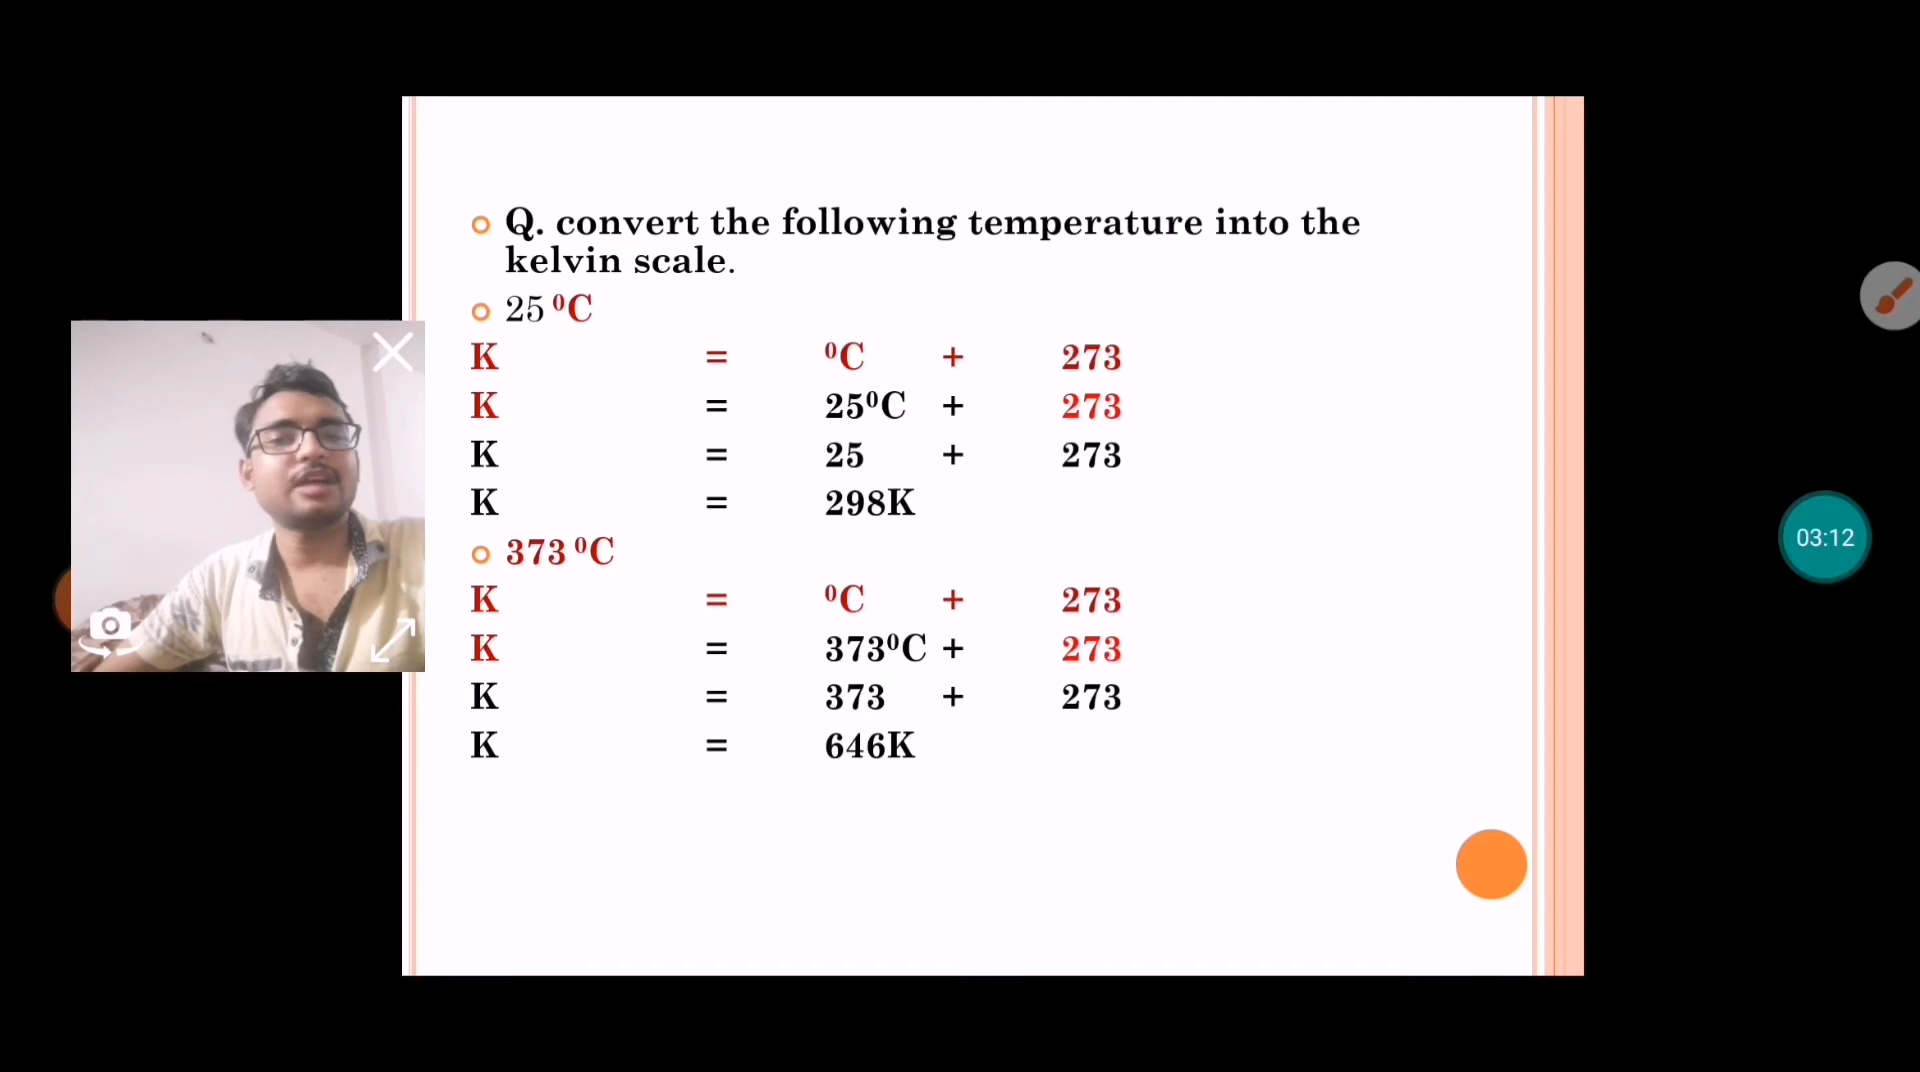 Q. convert the following temperature into the
kelvin scale.
25 ⁰C
K = ⁰C + 273
K = 25⁰C + 273
K = 25 + 273
K = 298K
373 ⁰C
K = ⁰C + 273
K = 373⁰C + 273
K = 373 + 273
K = 646K
03:12